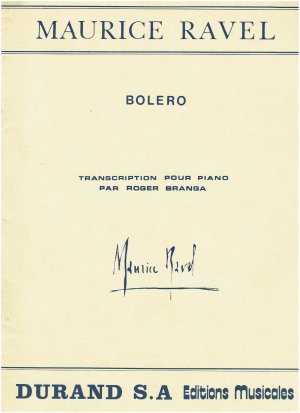 MAURICE RAVEL
BOLERO
TRANSCRIPTION POUR PIANO
PAR ROGER BRANGA
Maurice Ravel
DURAND S.A Editions Musicales